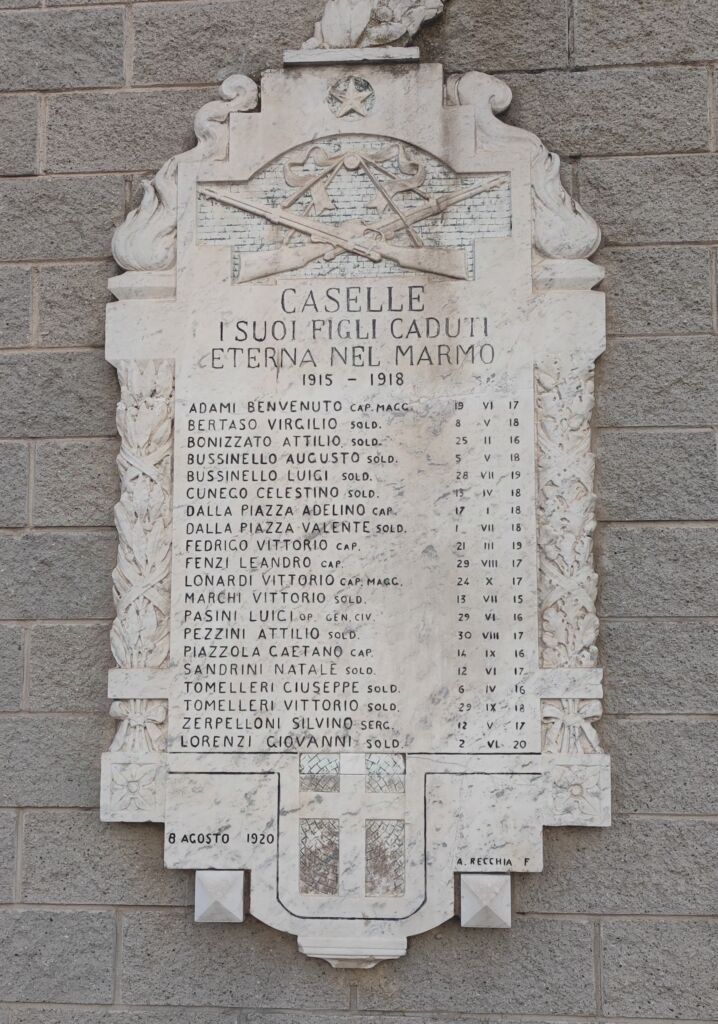 CASELLE
I SUOI FIGLI CADUTI
ETERNA NEL MARMO
1915 - 1918
ADAMI BENVENUTO CAP. MAGG. 19 VI 17
BERTASO VIRGILIO SOLD. 8 V 18
BONIZZATO ATTILIO SOLD. 25 II 16
BUSSINELLO AUGUSTO SOLD. 5 V 18
BUSSINELLO LUIGI SOLD. 28 VII 19
CUNEGO CELESTINO SOLD. 13 IV 18
DALLA PIAZZA ADELINO CAP. 17 I 18
DALLA PIAZZA VALENTE SOLD. 1 VII 18
FEDRIGO VITTORIO CAP. 21 III 19
FENZI LEANDRO CAP. 29 VIII 17
LONARDI VITTORIO CAP. MAGG. 24 X 17
MARCHI VITTORIO SOLD. 13 VII 15
PASINI LUIGI OP. GEN. CIV. 29 VI 16
PEZZINI ATTILIO SOLD. 30 VIII 17
PIAZZOLA GAETANO CAP. 14 IX 16
SANDRINI NATALE SOLD. 12 VI 17
TOMELLERI GIUSEPPE SOLD. 6 IV 16
TOMELLERI VITTORIO SOLD. 29 IX 18
ZERPELLONI SILVINO SERG. 12 V 17
LORENZI GIOVANNI SOLD. 2 VI 20
8 AGOSTO 1920
A. RECCHIA F